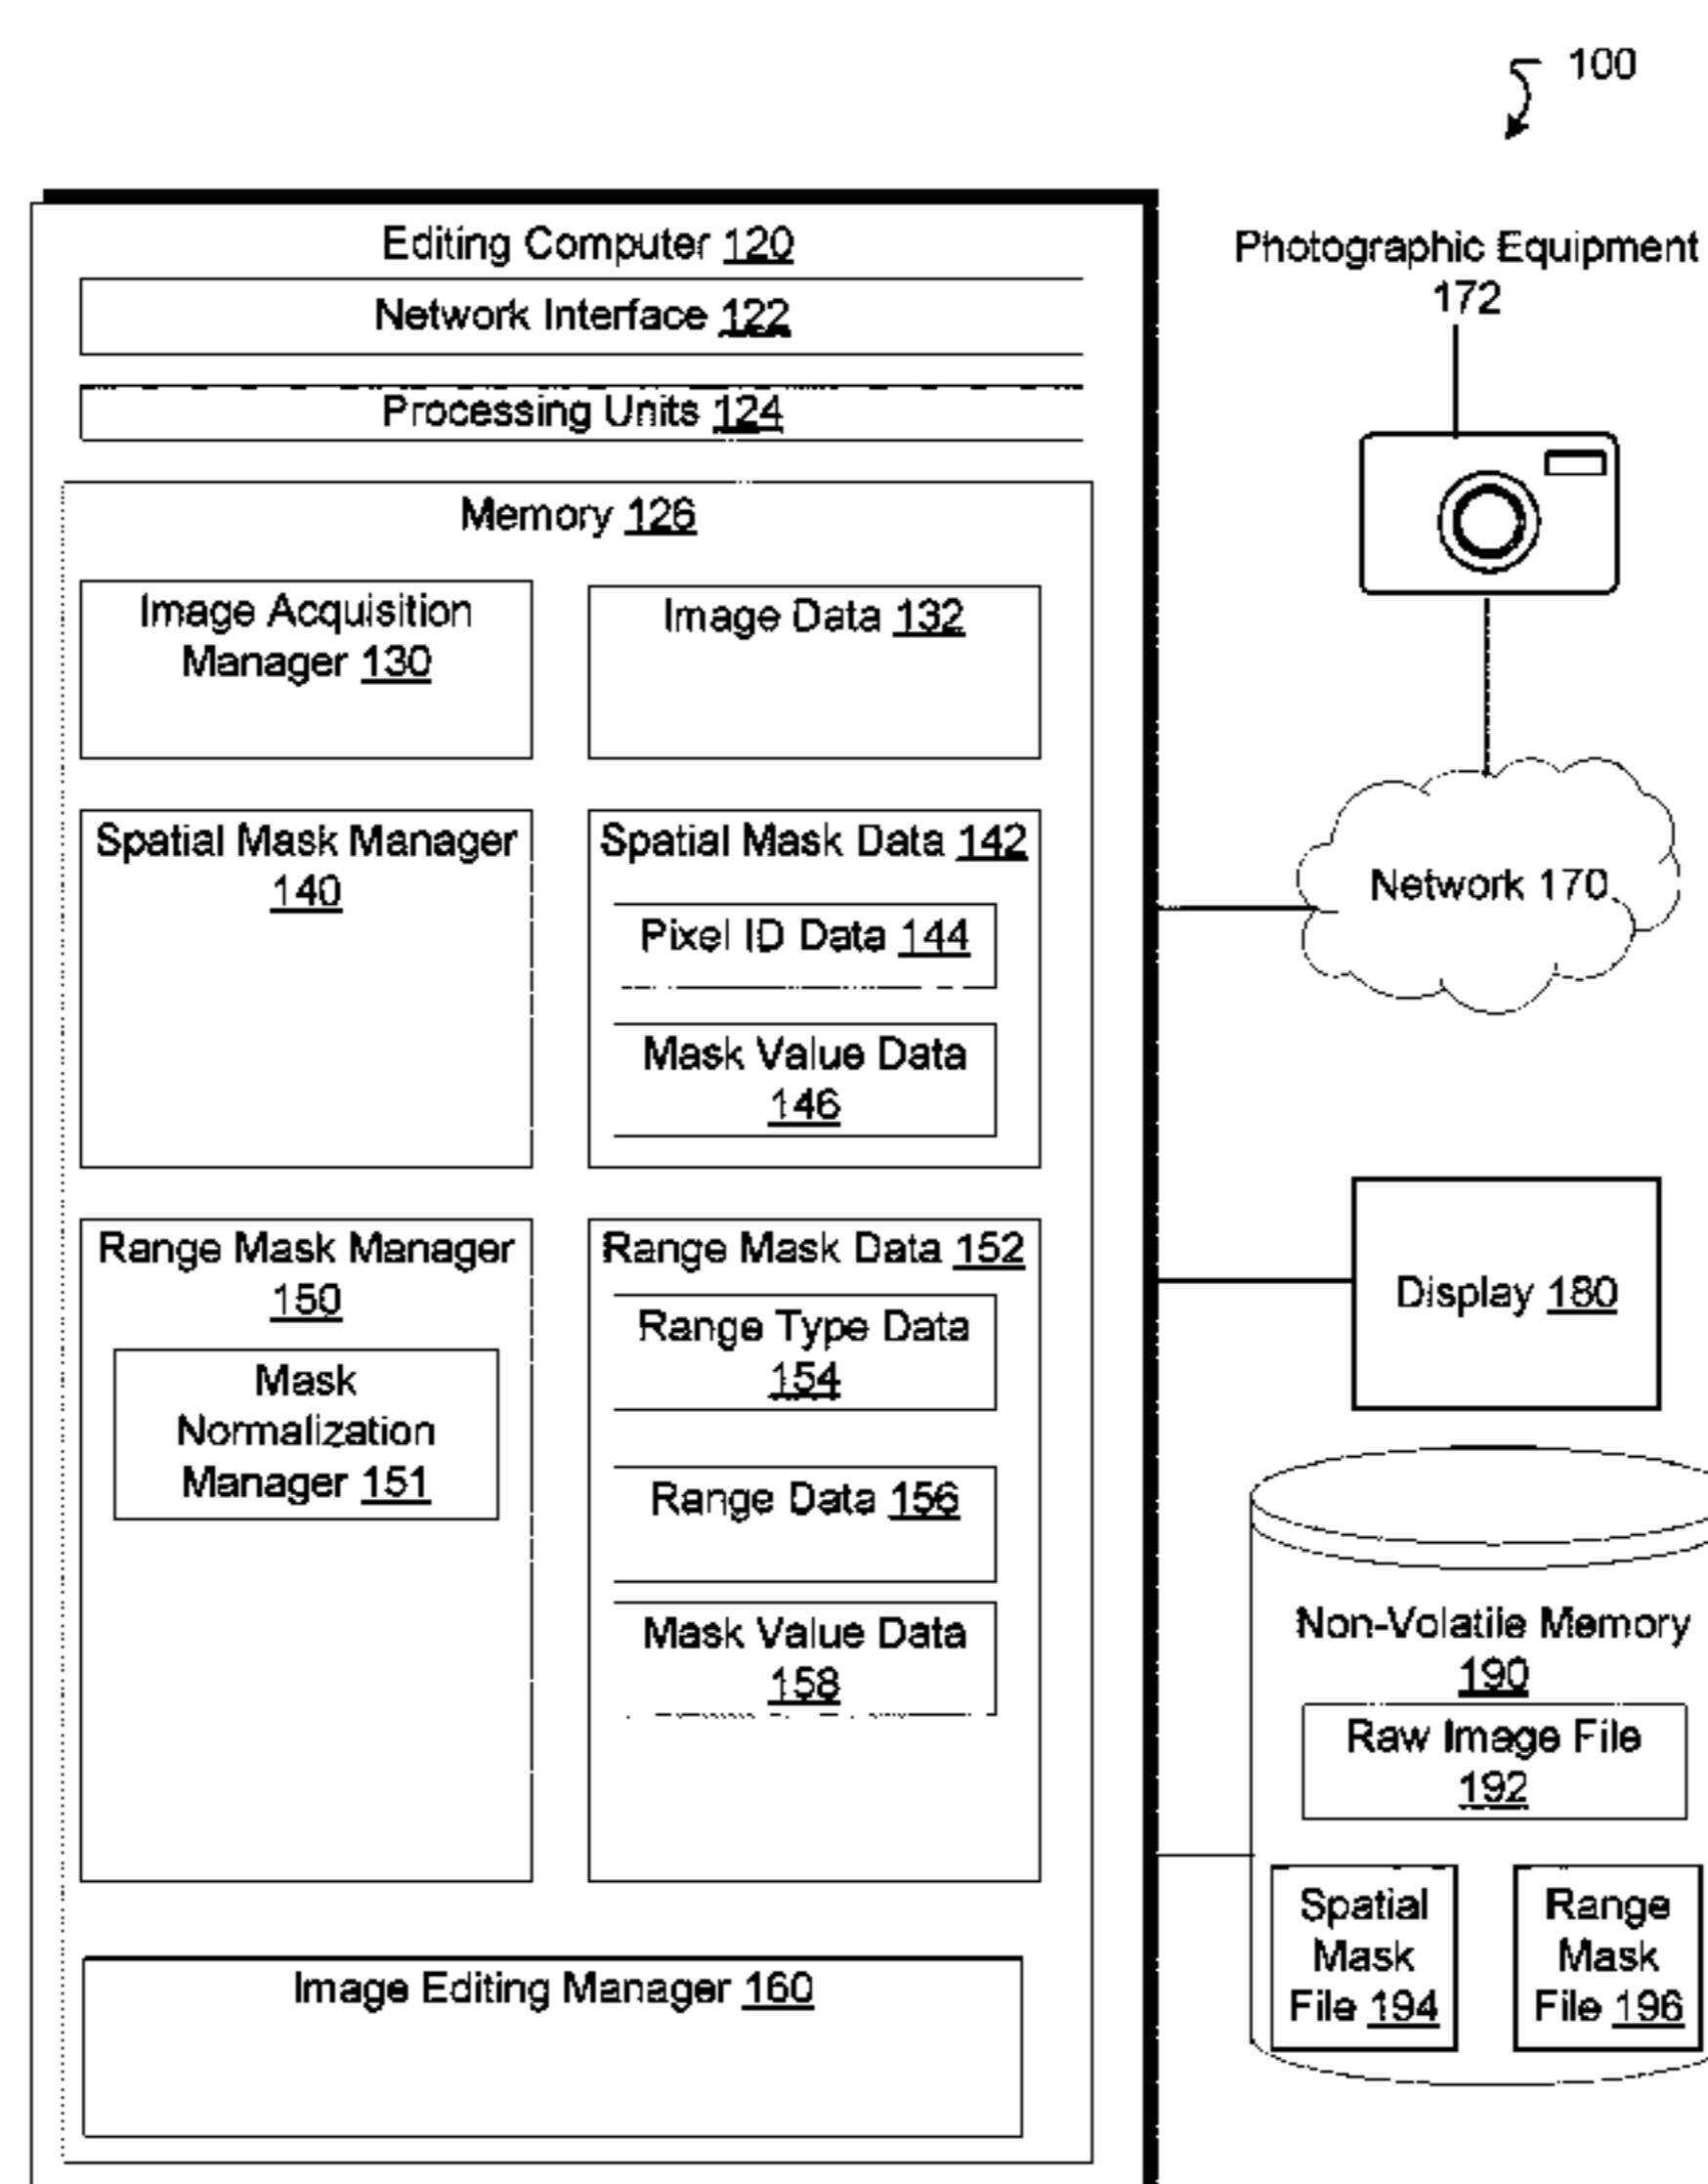 100
Editing Computer 120
Network Interface 122
Processing Units 124
Memory 126
Image Acquisition
Manager 130
Image Data 132
Spatial Mask Manager
140
Spatial Mask Data 142
Pixel ID Data 144
Mask Value Data
146
Range Mask Manager
150
Mask
Normalization
Manager 151
Range Mask Data 152
Range Type Data
154
Range Data 156
Mask Value Data
158
Image Editing Manager 160
Photographic Equipment
172
Network 170
Display 180
Non-Volatile Memory
190
Raw Image File
192
Spatial
Mask
File 194
Range
Mask
File 196